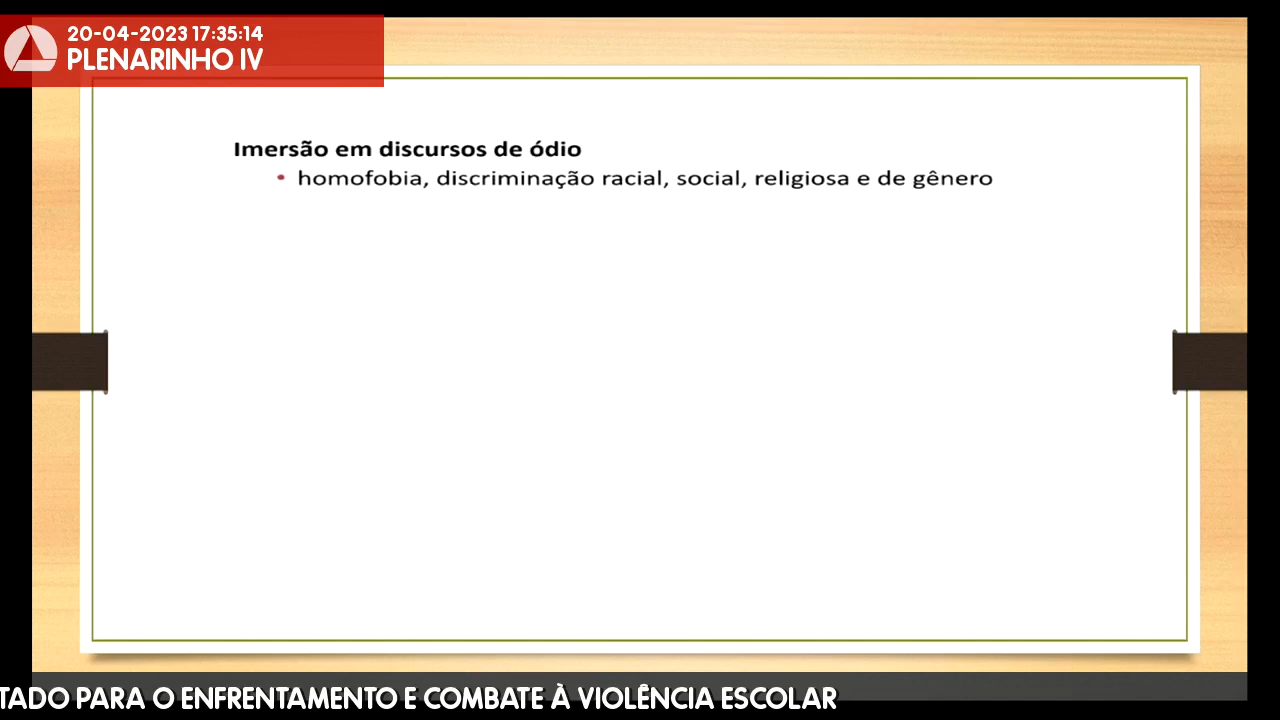 20-04-2023 17:35:14
PLENARINHO IV
Imersão em discursos de ódio
• homofobia, discriminação racial, social, religiosa e de gênero
TADO PARA O ENFRENTAMENTO E COMBATE À VIOLÊNCIA ESCOLAR